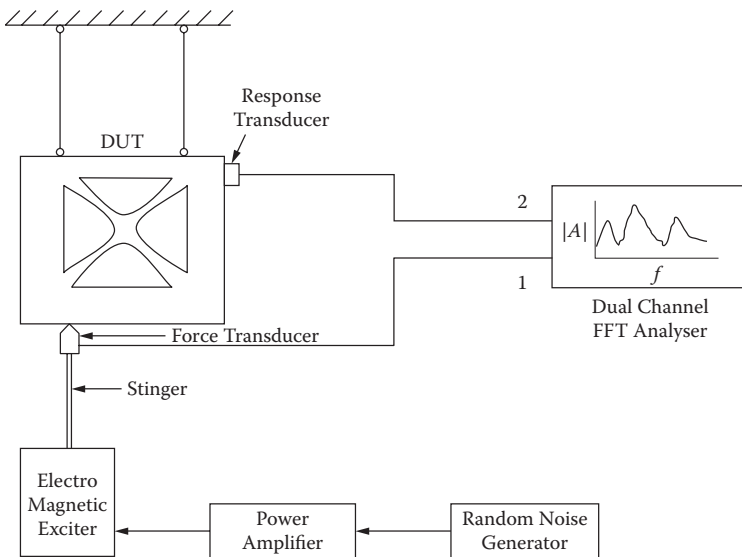 Response
Transducer
DUT
2
|A|
f
1
Dual Channel
FFT Analyser
Force Transducer
Stinger
Electro
Magnetic
Exciter
Power
Amplifier
Random Noise
Generator